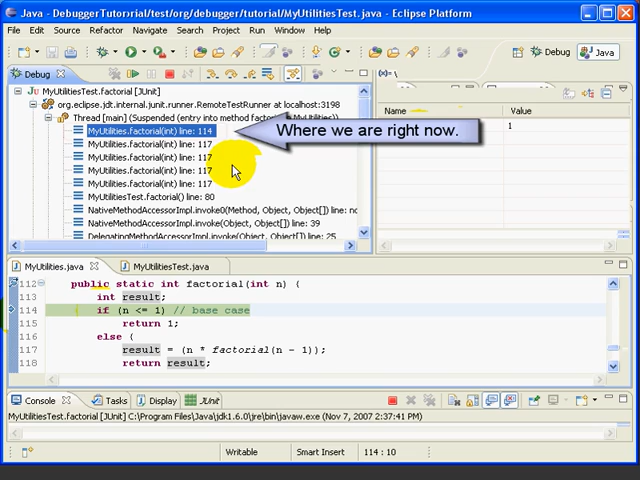 Java - DebuggerTutorrial/test/org/debugger/tutorial/MyUtilitiesTest.java - Eclipse Platform
File Edit Source Refactor Navigate Search Project Run Window Help
Debug Java
Debug
MyUtilitiesTest.factorial [JUnit]
org.eclipse.jdt.internal.junit.runner.RemoteTestRunner at localhost:3198
Thread [main] (Suspended (entry into method factorial
MyUtilities.factorial(int) line: 114
Where we are right now.
MyUtilities.factorial(int) line: 117
MyUtilities.factorial(int) line: 117
MyUtilities.factorial(int) line: 117
MyUtilities.factorial(int) line: 117
MyUtilitiesTest.factorial() line: 80
NativeMethodAccessorImpl.invoke0(Method, Object, Object[]) line: no
NativeMethodAccessorImpl.invoke(Object, Object[]) line: 39
DelegatingMethodAccessorImpl.invoke(Object, Object[]) line: 25
Name Value
1
MyUtilities.java MyUtilitiesTest.java
112 public static int factorial(int n) {
113 int result;
114 if (n <= 1) // base case
115 return 1;
116 else {
117 result = (n * factorial(n - 1));
118 return result;
Console Tasks Display JUnit
MyUtilitiesTest.factorial [JUnit] C:\Program Files\Java\jdk1.6.0\jre\bin\javaw.exe (Nov 7, 2007 2:37:41 PM)
Writable Smart Insert 114 : 10